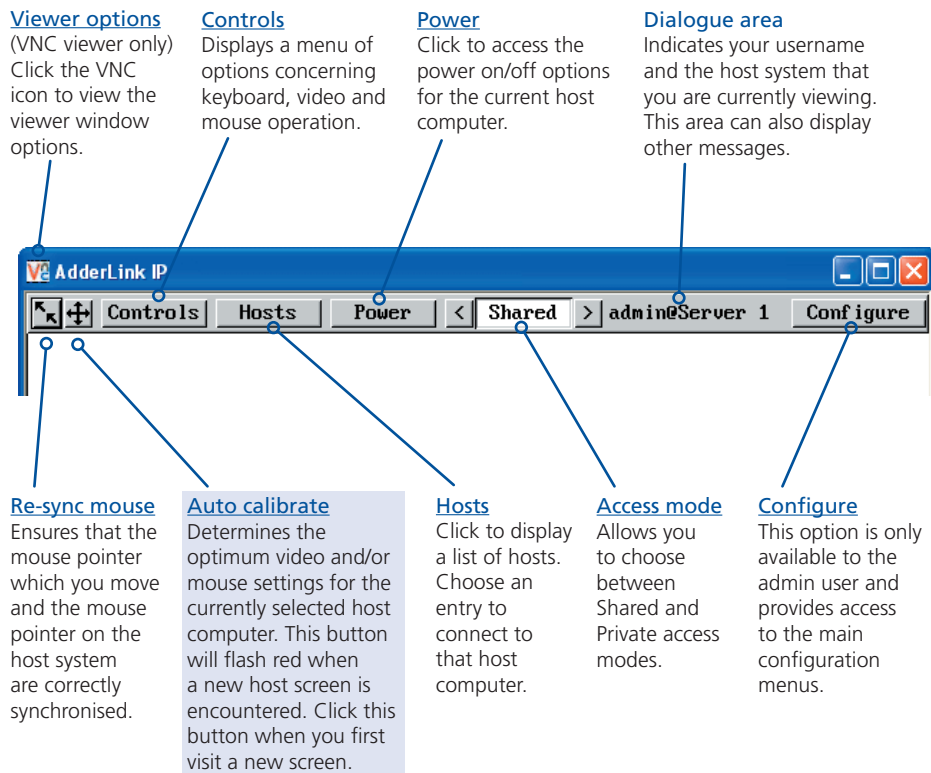 Viewer options
(VNC viewer only)
Click the VNC
icon to view the
viewer window
options.
Controls
Displays a menu of
options concerning
keyboard, video and
mouse operation.
Power
Click to access the
power on/off options
for the current host
computer.
Dialogue area
Indicates your username
and the host system that
you are currently viewing.
This area can also display
other messages.
AdderLink IP
Controls Hosts Power < Shared > admin@Server 1 Configure
Re-sync mouse
Ensures that the
mouse pointer
which you move
and the mouse
pointer on the
host system
are correctly
synchronised.
Auto calibrate
Determines the
optimum video and/or
mouse settings for the
currently selected host
computer. This button
will flash red when
a new host screen is
encountered. Click this
button when you first
visit a new screen.
Hosts
Click to display
a list of hosts.
Choose an
entry to
connect to
that host
computer.
Access mode
Allows you
to choose
between
Shared and
Private access
modes.
Configure
This option is only
available to the
admin user and
provides access
to the main
configuration
menus.